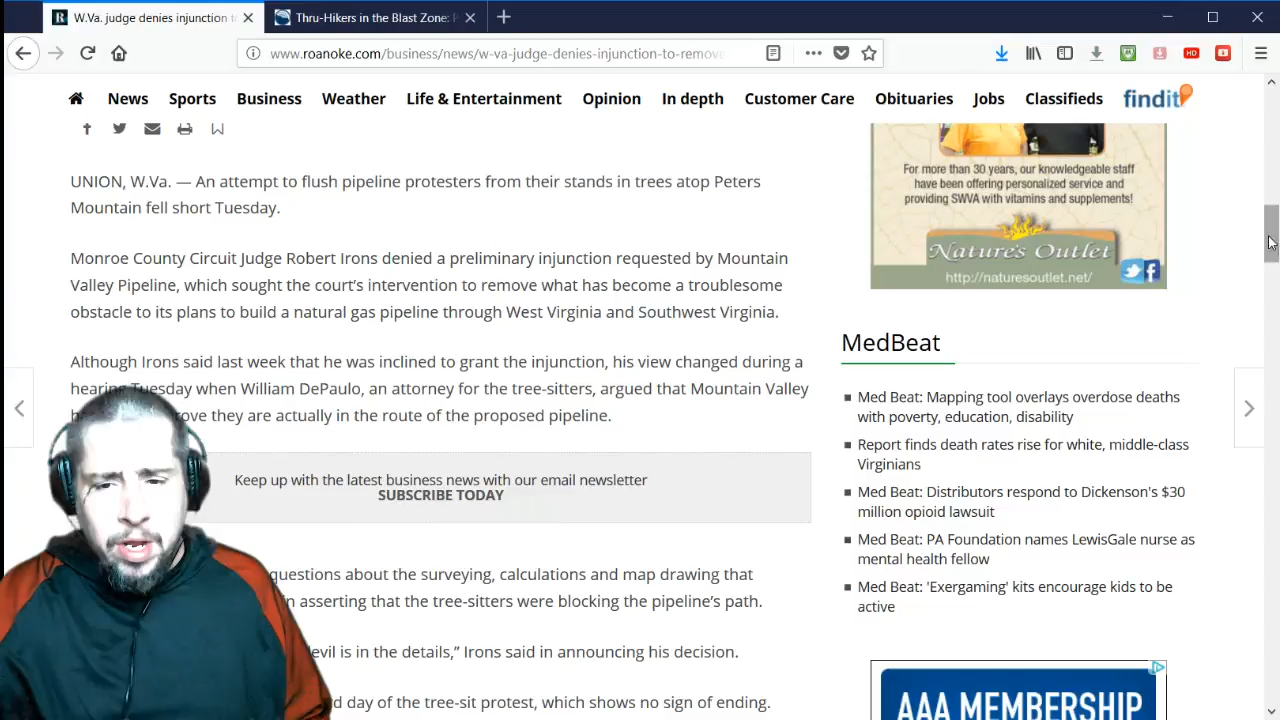 W.Va. judge denies injunction t
Thru-Hikers in the Blast Zone:
www.roanoke.com/business/news/w-va-judge-denies-injunction-to-remov
HD
News Sports Business Weather Life & Entertainment Opinion In depth Customer Care Obituaries Jobs Classifieds findit
UNION, W.Va. — An attempt to flush pipeline protesters from their stands in trees atop Peters
Mountain fell short Tuesday.
Monroe County Circuit Judge Robert Irons denied a preliminary injunction requested by Mountain
Valley Pipeline, which sought the court's intervention to remove what has become a troublesome
obstacle to its plans to build a natural gas pipeline through West Virginia and Southwest Virginia.
Although Irons said last week that he was inclined to grant the injunction, his view changed during a
hearing Tuesday when William DePaulo, an attorney for the tree-sitters, argued that Mountain Valley
they are actually in the route of the proposed pipeline.
Keep up with the latest business news with our email newsletter
SUBSCRIBE TODAY
questions about the surveying, calculations and map drawing that
asserting that the tree-sitters were blocking the pipeline's path.
is in the details,” Irons said in announcing his decision.
day of the tree-sit protest, which shows no sign of ending.
For more than 30 years, our knowledgeable staff
have been offering personalized service and
providing SWVA with vitamins and supplements!
Nature's Outlet
http://naturesoutlet.net/
MedBeat
Med Beat: Mapping tool overlays overdose deaths
with poverty, education, disability
Report finds death rates rise for white, middle-class
Virginians
Med Beat: Distributors respond to Dickenson's $30
million opioid lawsuit
Med Beat: PA Foundation names LewisGale nurse as
mental health fellow
Med Beat: 'Exergaming' kits encourage kids to be
active
AAA MEMBERSHIP